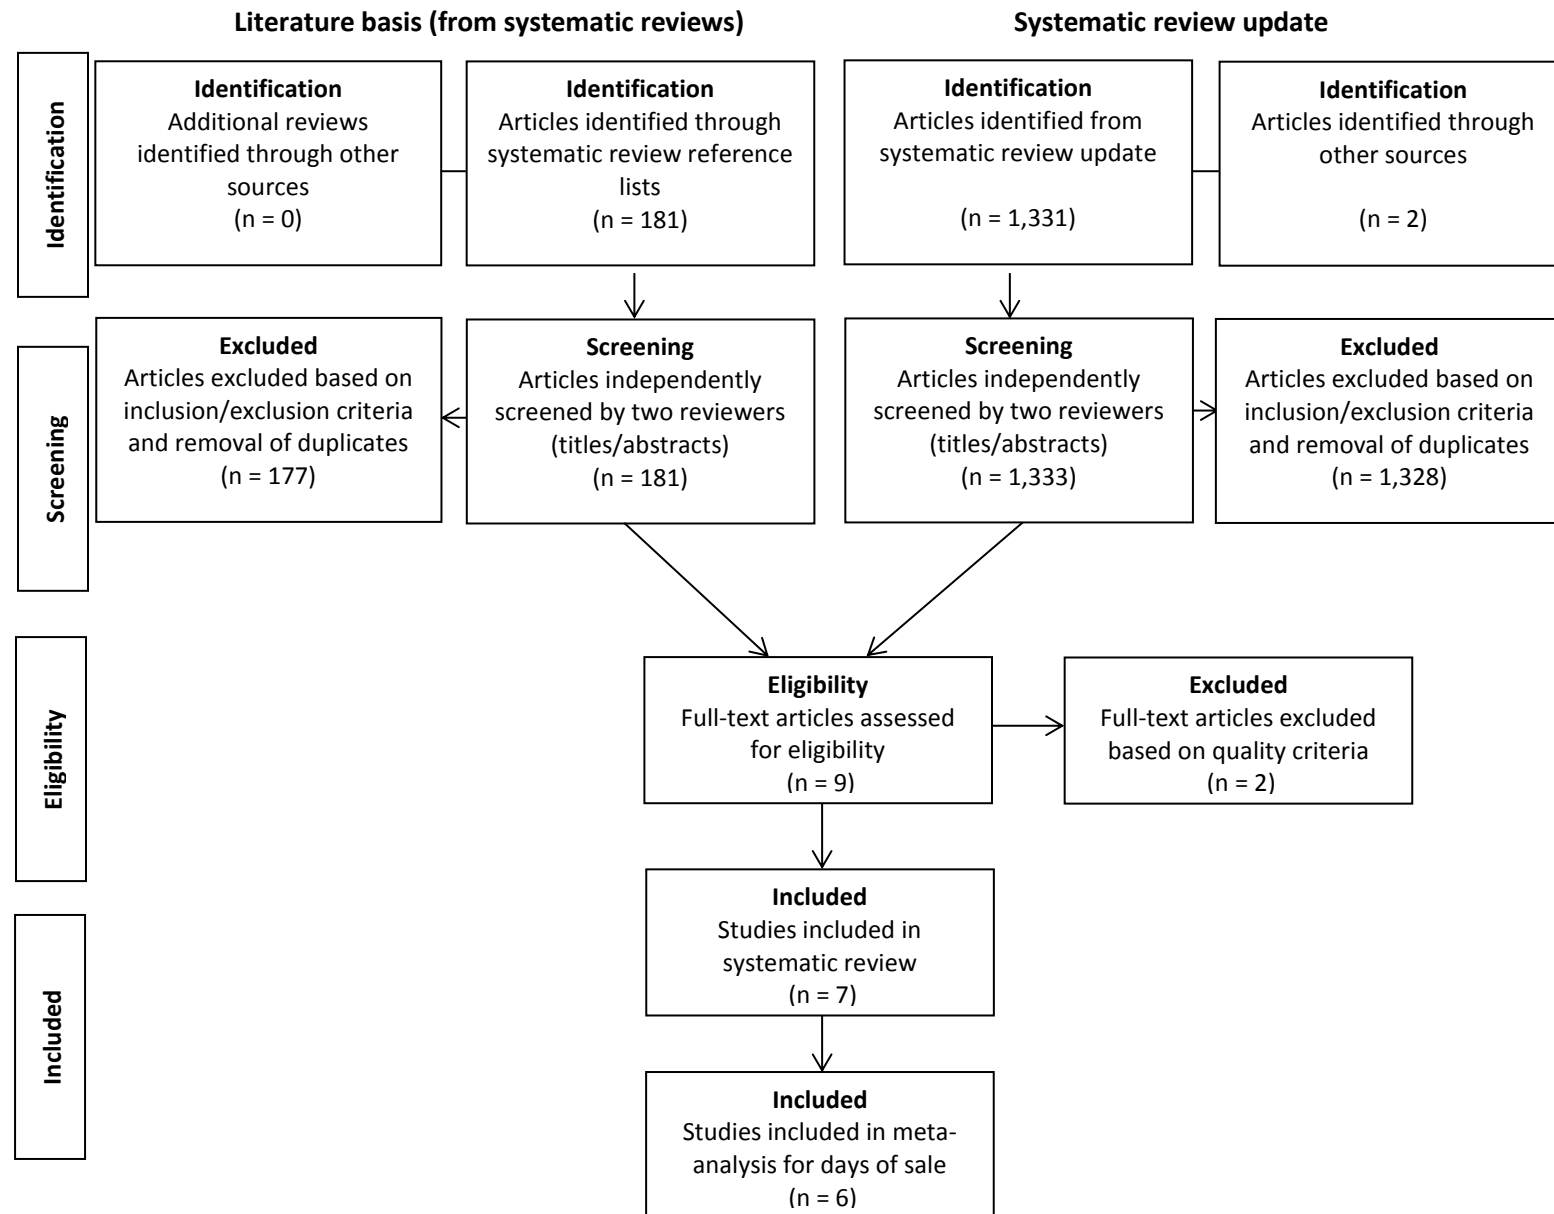 Literature basis (from systematic reviews)
Systematic review update
Identification
Identification
Additional reviews
identified through other
sources
(n = 0)
Identification
Articles identified through
systematic review reference
lists
(n = 181)
Identification
Articles identified from
systematic review update
(n = 1,331)
Identification
Articles identified through
other sources
(n = 2)
Screening
Excluded
Articles excluded based on
inclusion/exclusion criteria
and removal of duplicates
(n = 177)
Screening
Articles independently
screened by two reviewers
(titles/abstracts)
(n = 181)
Screening
Articles independently
screened by two reviewers
(titles/abstracts)
(n = 1,333)
Excluded
Articles excluded based on
inclusion/exclusion criteria
and removal of duplicates
(n = 1,328)
Eligibility
Eligibility
Full-text articles assessed
for eligibility
(n = 9)
Excluded
Full-text articles excluded
based on quality criteria
(n = 2)
Included
Included
Studies included in
systematic review
(n = 7)
Included
Studies included in meta-
analysis for days of sale
(n = 6)